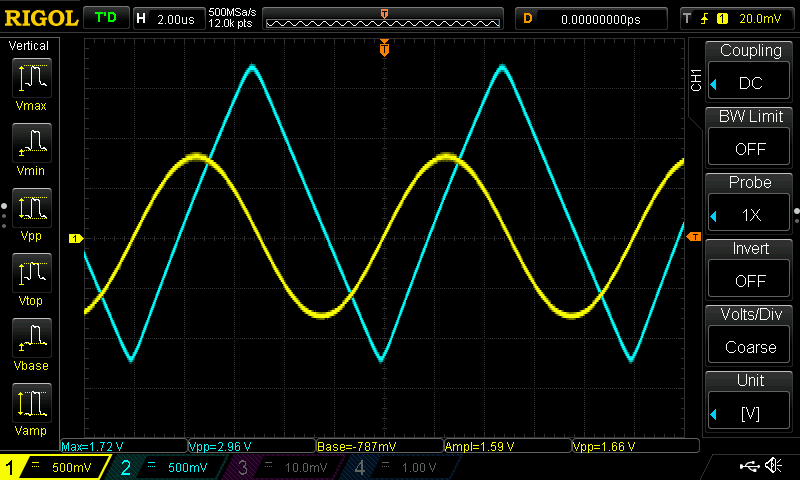 RIGOL T'D H 2.00us 500MSa/s
12.0k pts T D 0.00000000ps T 1 20.0mV
Vertical
Vmax
Vmin
Vpp
Vtop
Vbase
Vamp
T
1
T
CH1
Coupling
DC
BW Limit
OFF
Probe
1X
Invert
OFF
Volts/Div
Coarse
Unit
[V]
Max=1.72 V Vpp=2.96 V Base=-787mV Ampl=1.59 V Vpp=1.66 V
1 500mV 2 500mV 3 10.0mV 4 1.00 V